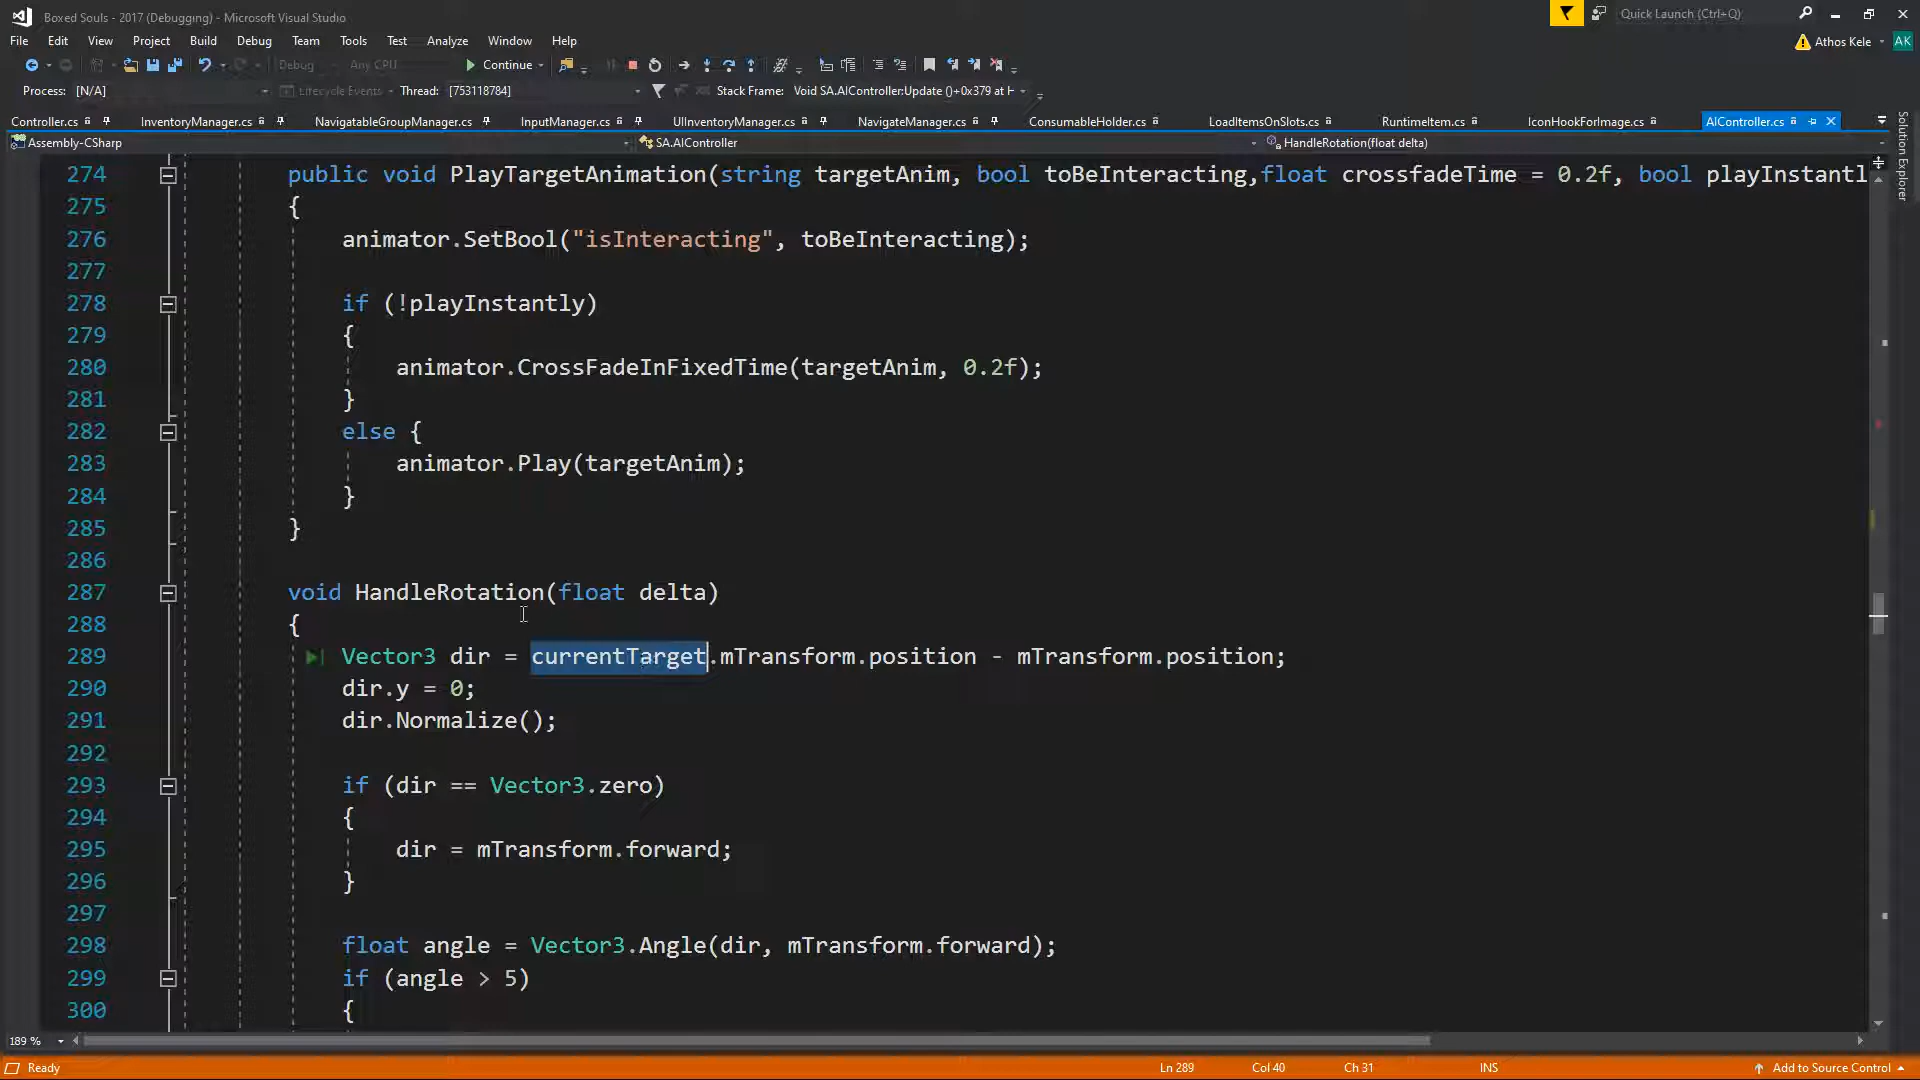 Boxed Souls - 2017 (Debugging) - Microsoft Visual Studio
Quick Launch (Ctrl+Q)
File Edit View Project Build Debug Team Tools Test Analyze Window Help
Athos Kele AK
Debug Any CPU Continue
Process: [N/A] Lifecycle Events Thread: [753118784] Stack Frame: Void SA.AIController:Update ()+0x379 at H
Controller.cs InventoryManager.cs NavigatableGroupManager.cs InputManager.cs UIInventoryManager.cs NavigateManager.cs ConsumableHolder.cs LoadItemsOnSlots.cs RuntimeItem.cs IconHookForImage.cs AIController.cs
Assembly-CSharp SA.AIController HandleRotation(float delta)
Solution Explorer
274 public void PlayTargetAnimation(string targetAnim, bool toBeInteracting,float crossfadeTime = 0.2f, bool playInstantl
275 {
276 animator.SetBool("isInteracting", toBeInteracting);
277
278 if (!playInstantly)
279 {
280 animator.CrossFadeInFixedTime(targetAnim, 0.2f);
281 }
282 else {
283 animator.Play(targetAnim);
284 }
285 }
286
287 void HandleRotation(float delta)
288 {
289 Vector3 dir = currentTarget.mTransform.position - mTransform.position;
290 dir.y = 0;
291 dir.Normalize();
292
293 if (dir == Vector3.zero)
294 {
295 dir = mTransform.forward;
296 }
297
298 float angle = Vector3.Angle(dir, mTransform.forward);
299 if (angle > 5)
300 {
189 %
Ready Ln 289 Col 40 Ch 31 INS Add to Source Control